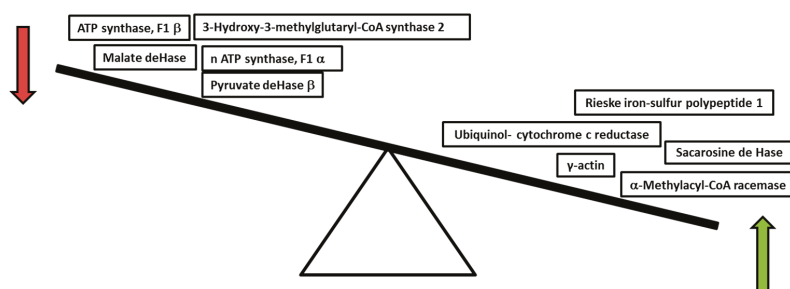 ATP synthase, F1 β
3-Hydroxy-3-methylglutaryl-CoA synthase 2
Malate deHase
n ATP synthase, F1 α
Pyruvate deHase β
Rieske iron-sulfur polypeptide 1
Ubiquinol- cytochrome c reductase
Sacarosine de Hase
γ-actin
α-Methylacyl-CoA racemase